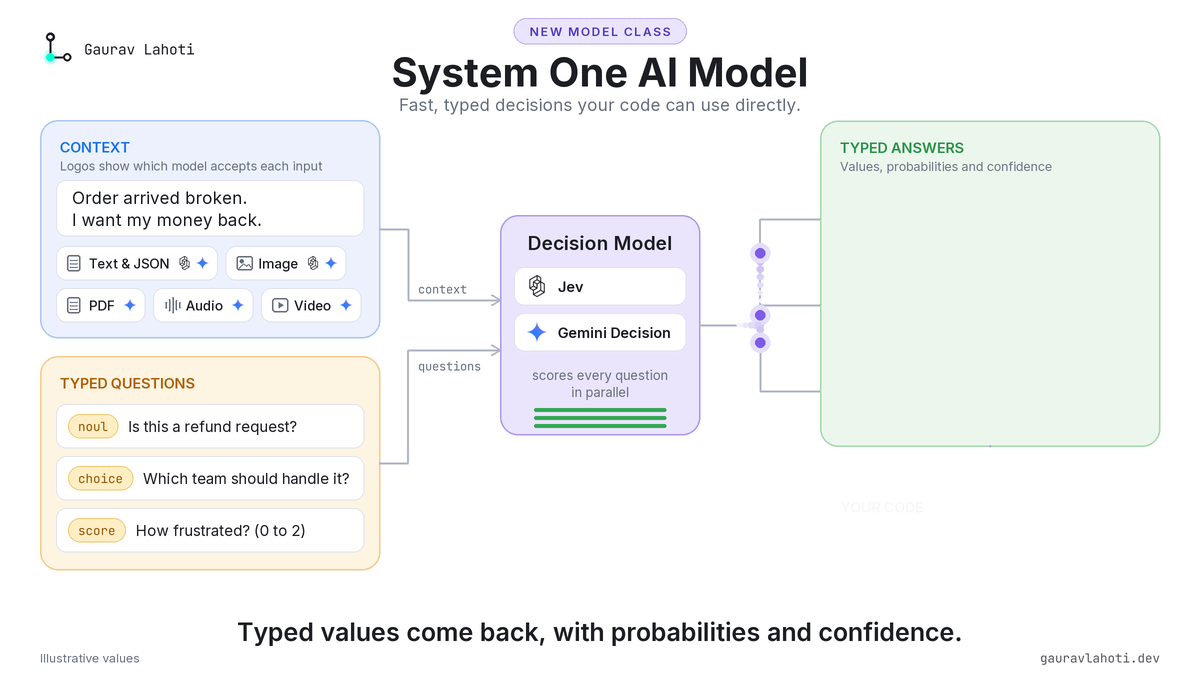 Gaurav Lahoti
NEW MODEL CLASS
System One AI Model
Fast, typed decisions your code can use directly.
CONTEXT
Logos show which model accepts each input
Order arrived broken.
I want my money back.
Text & JSON
Image
PDF
Audio
Video
TYPED QUESTIONS
noul
Is this a refund request?
choice
Which team should handle it?
score
How frustrated? (0 to 2)
context
questions
Decision Model
Jev
Gemini Decision
scores every question
in parallel
TYPED ANSWERS
Values, probabilities and confidence
YOUR CODE
Typed values come back, with probabilities and confidence.
Illustrative values
gauravlahoti.dev